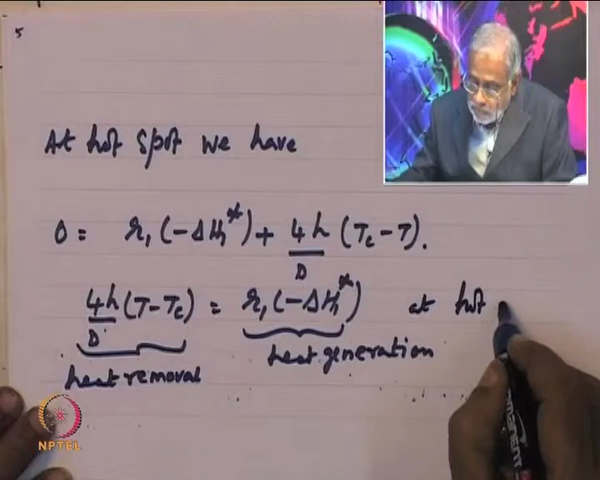 5
At hot spot we have
0 = r₁(-ΔH₁*) + 4h/D (Tc - T).
4h/D (T - Tc) = r₁(-ΔH₁*) at hot
heat removal heat generation
NPTEL